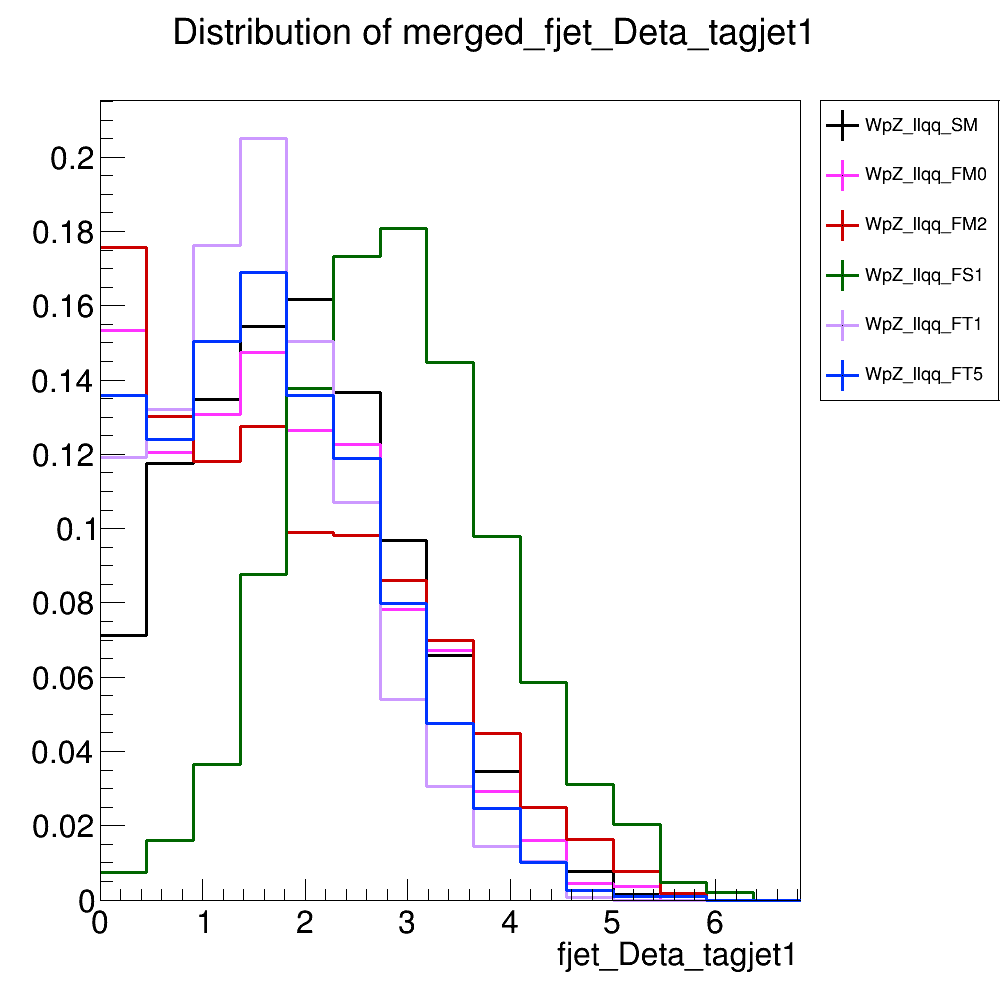 Distribution of merged_fjet_Deta_tagjet1
WpZ_llqq_SM
WpZ_llqq_FM0
WpZ_llqq_FM2
WpZ_llqq_FS1
WpZ_llqq_FT1
WpZ_llqq_FT5
0.2
0.18
0.16
0.14
0.12
0.1
0.08
0.06
0.04
0.02
0
0 1 2 3 4 5 6
fjet_Deta_tagjet1